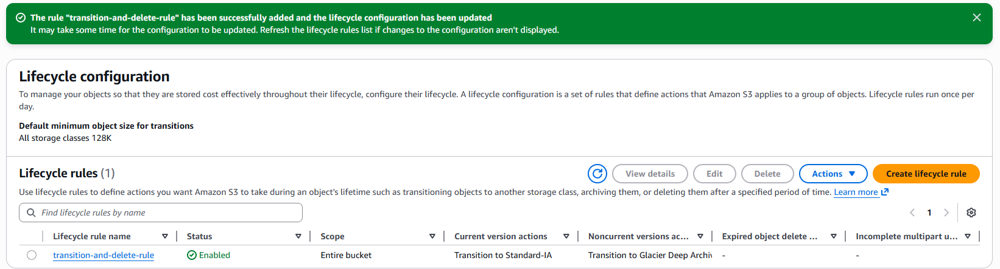 The rule "transition-and-delete-rule" has been successfully added and the lifecycle configuration has been updated
It may take some time for the configuration to be updated. Refresh the lifecycle rules list if changes to the configuration aren't displayed.
Lifecycle configuration
To manage your objects so that they are stored cost effectively throughout their lifecycle, configure their lifecycle. A lifecycle configuration is a set of rules that define actions that Amazon S3 applies to a group of objects. Lifecycle rules run once per
day.
Default minimum object size for transitions
All storage classes 128K
Lifecycle rules (1)
View details
Edit
Delete
Actions
Create lifecycle rule
Use lifecycle rules to define actions you want Amazon S3 to take during an object's lifetime such as transitioning objects to another storage class, archiving them, or deleting them after a specified period of time. Learn more
Find lifecycle rules by name
1
Lifecycle rule name Status Scope Current version actions Noncurrent versions ac... Expired object delete ... Incomplete multipart u...
transition-and-delete-rule Enabled Entire bucket Transition to Standard-IA Transition to Glacier Deep Archiv - -